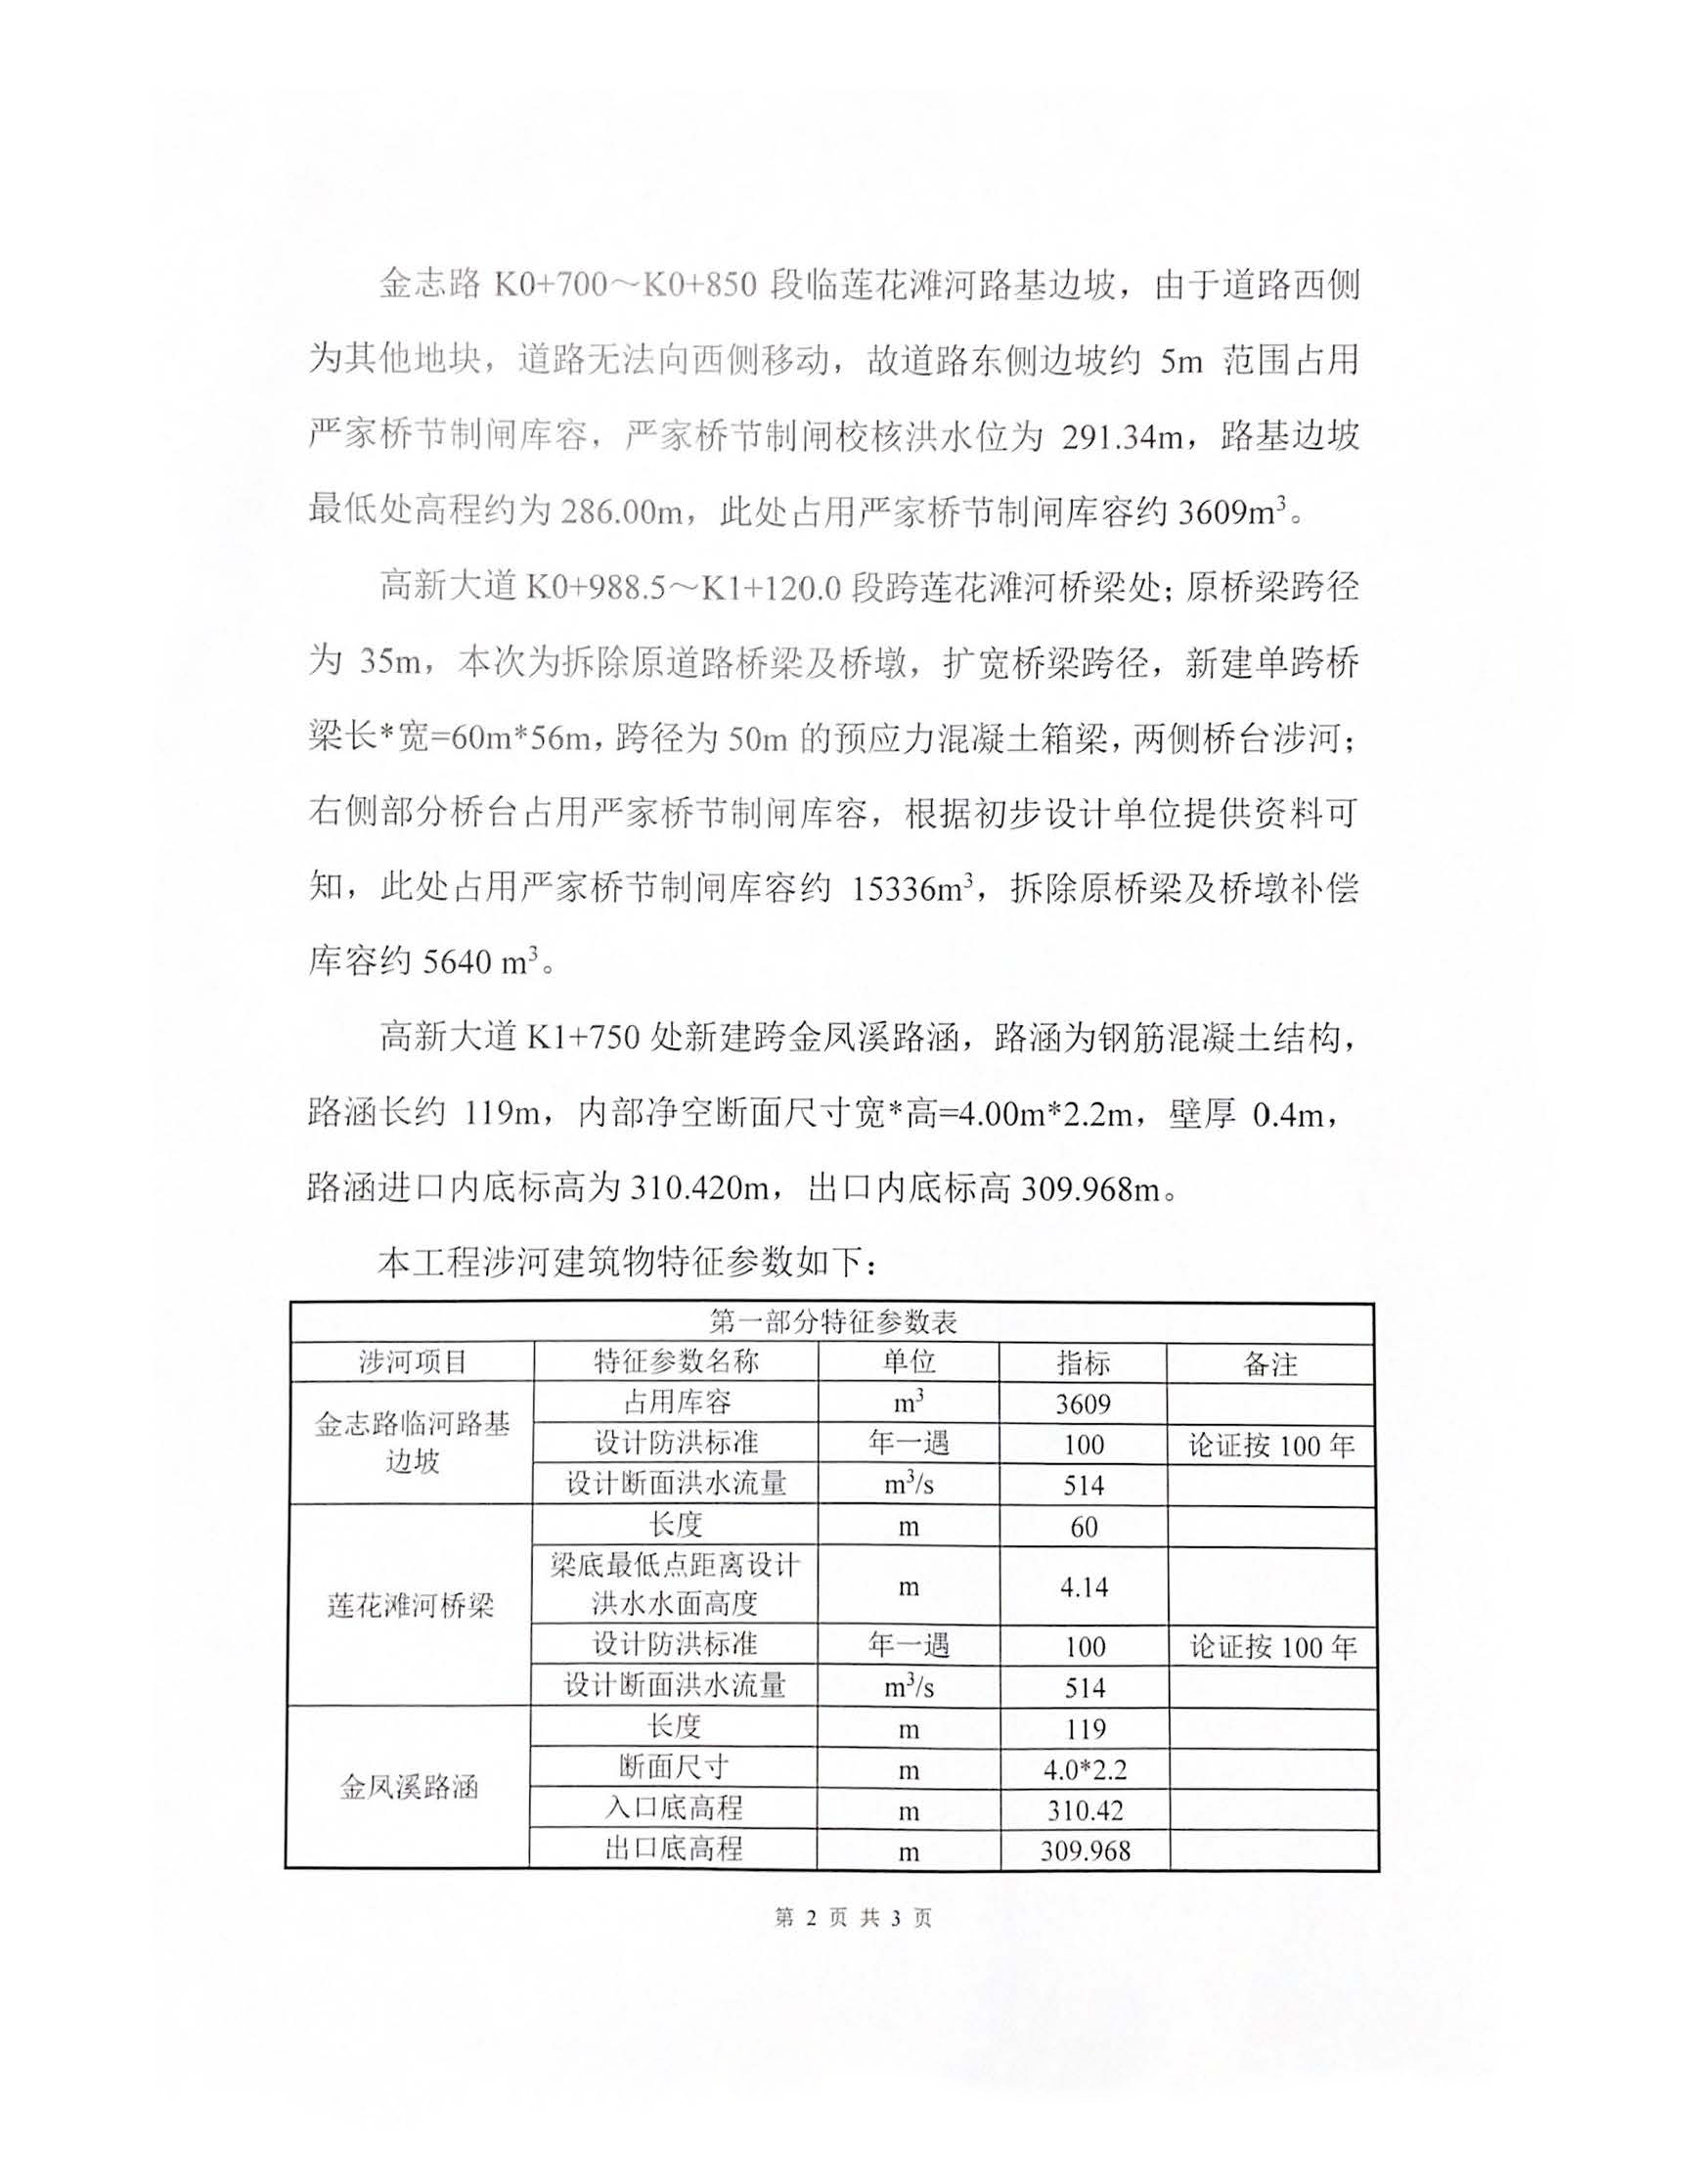 金志路 K0+700～K0+850 段临莲花滩河路基边坡，由于道路西侧
为其他地块，道路无法向西侧移动，故道路东侧边坡约 5m 范围占用
严家桥节制闸库容，严家桥节制闸校核洪水位为 291.34m，路基边坡
最低处高程约为 286.00m，此处占用严家桥节制闸库容约 3609m³。
高新大道 K0+988.5～K1+120.0 段跨莲花滩河桥梁处；原桥梁跨径
为 35m，本次为拆除原道路桥梁及桥墩，扩宽桥梁跨径，新建单跨桥
梁长*宽=60m*56m，跨径为 50m 的预应力混凝土箱梁，两侧桥台涉河；
右侧部分桥台占用严家桥节制闸库容，根据初步设计单位提供资料可
知，此处占用严家桥节制闸库容约 15336m³，拆除原桥梁及桥墩补偿
库容约 5640 m³。
高新大道 K1+750 处新建跨金凤溪路涵，路涵为钢筋混凝土结构，
路涵长约 119m，内部净空断面尺寸宽*高=4.00m*2.2m，壁厚 0.4m，
路涵进口内底标高为 310.420m，出口内底标高 309.968m。
本工程涉河建筑物特征参数如下：
第一部分特征参数表
涉河项目 特征参数名称 单位 指标 备注
金志路临河路基
边坡
占用库容 m³ 3609
设计防洪标准 年一遇 100 论证按 100 年
设计断面洪水流量 m³/s 514
莲花滩河桥梁
长度 m 60
梁底最低点距离设计
洪水水面高度 m 4.14
设计防洪标准 年一遇 100 论证按 100 年
设计断面洪水流量 m³/s 514
金凤溪路涵
长度 m 119
断面尺寸 m 4.0*2.2
入口底高程 m 310.42
出口底高程 m 309.968
第 2 页 共 3 页